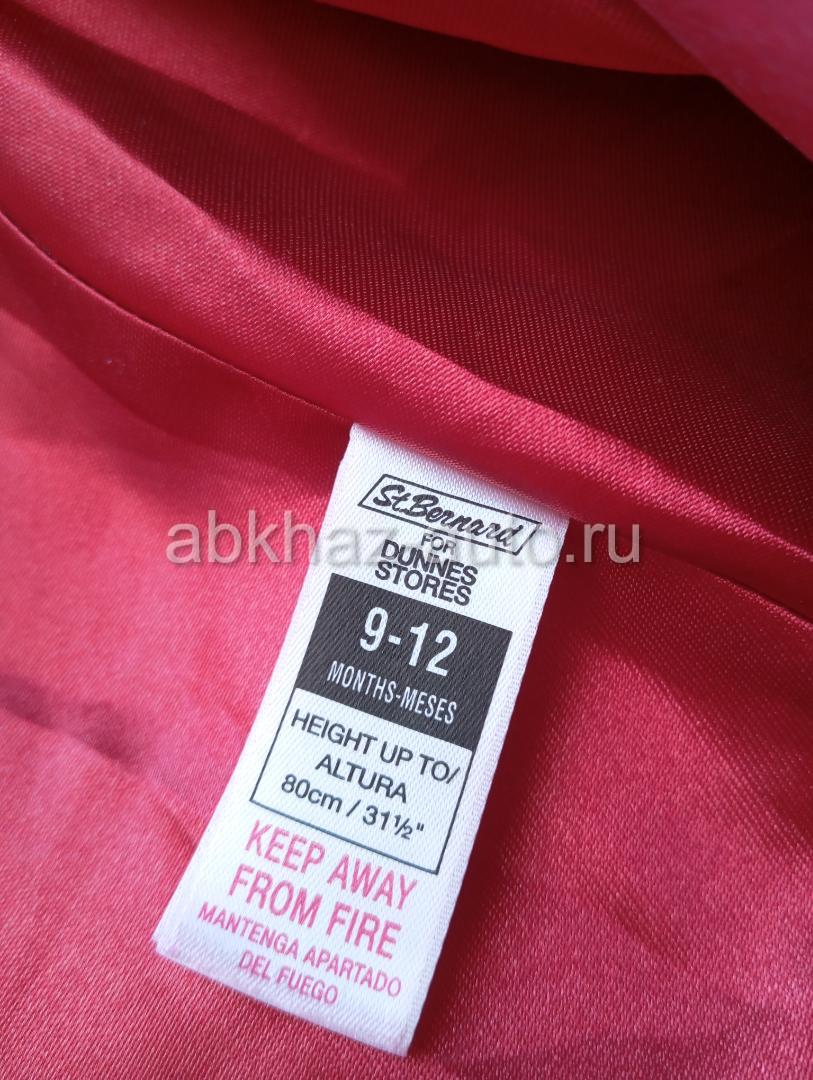 St.Bernard
FOR
DUNNES
STORES
9-12
MONTHS-MESES
HEIGHT UP TO/
ALTURA
80cm / 31½"
KEEP AWAY
FROM FIRE
MANTENGA APARTADO
DEL FUEGO
abkhaz-auto.ru